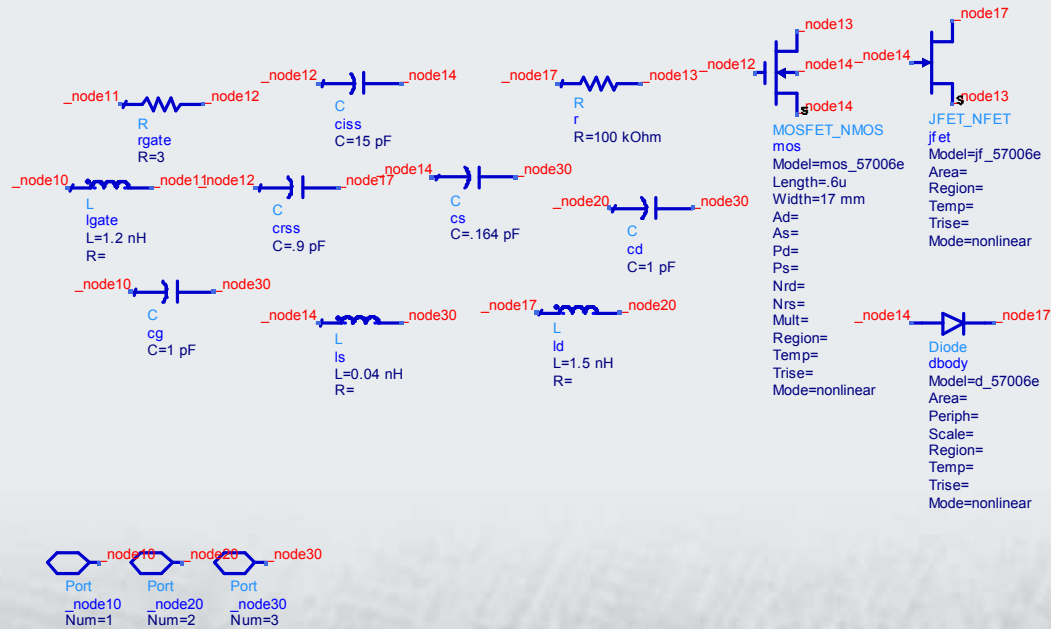 _node13
_node17
_node12
_node14
_node17
_node13
_node12
_node14
_node14
_node11
_node12
s
_node14
s
_node13
C
ciss
C=15 pF
R
r
R=100 kOhm
R
rgate
R=3
MOSFET_NMOS
mos
Model=mos_57006e
Length=.6u
Width=17 mm
Ad=
As=
Pd=
Ps=
Nrd=
Nrs=
Mult=
Region=
Temp=
Trise=
Mode=nonlinear
JFET_NFET
jfet
Model=jf_57006e
Area=
Region=
Temp=
Trise=
Mode=nonlinear
_node10
_node11
_node12
_node17
_node14
_node30
_node20
_node30
L
lgate
L=1.2 nH
R=
C
crss
C=.9 pF
C
cs
C=.164 pF
C
cd
C=1 pF
_node10
_node30
_node14
_node30
_node17
_node20
C
cg
C=1 pF
L
ls
L=0.04 nH
R=
L
ld
L=1.5 nH
R=
_node14
_node17
Diode
dbody
Model=d_57006e
Area=
Periph=
Scale=
Region=
Temp=
Trise=
Mode=nonlinear
_node10
_node20
_node30
Port
_node10
Num=1
Port
_node20
Num=2
Port
_node30
Num=3